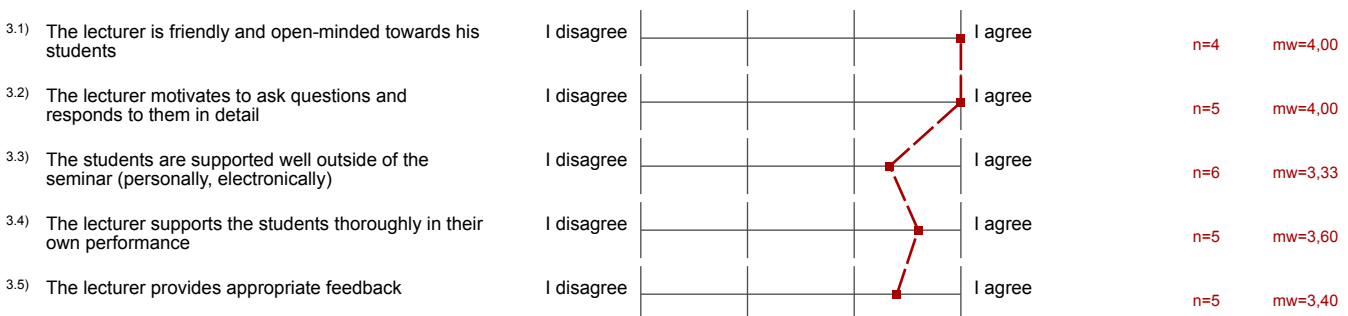 3.1) The lecturer is friendly and open-minded towards his
students
I disagree
I agree
n=4
mw=4,00
3.2) The lecturer motivates to ask questions and
responds to them in detail
I disagree
I agree
n=5
mw=4,00
3.3) The students are supported well outside of the
seminar (personally, electronically)
I disagree
I agree
n=6
mw=3,33
3.4) The lecturer supports the students thoroughly in their
own performance
I disagree
I agree
n=5
mw=3,60
3.5) The lecturer provides appropriate feedback
I disagree
I agree
n=5
mw=3,40